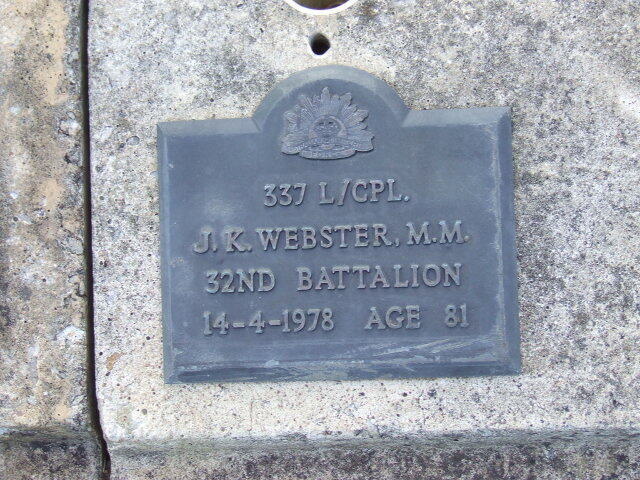 337 L/CPL.
J. K. WEBSTER, M.M.
32ND BATTALION
14-4-1978 AGE 81